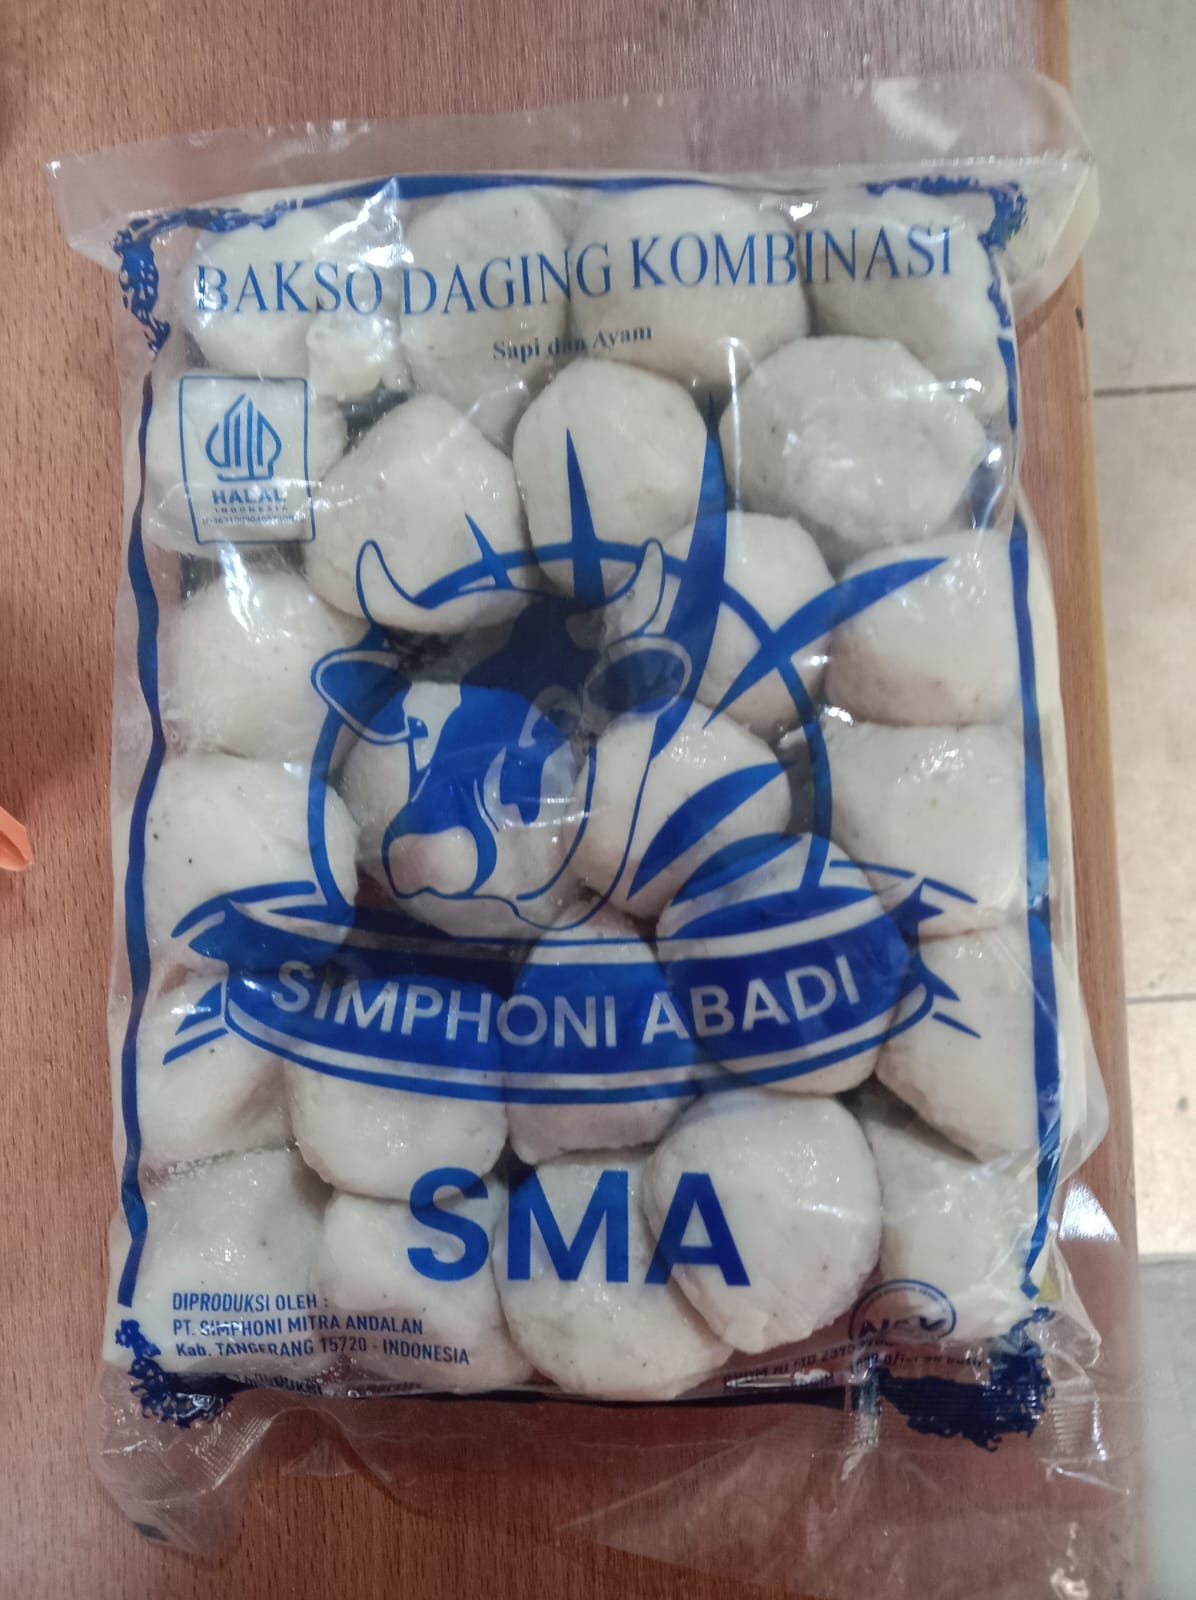 BAKSO DAGING KOMBINASI
Sapi dan Ayam
HALAL
INDONESIA
SIMPHONI ABADI
SMA
DIPRODUKSI OLEH :
PT. SIMPHONI MITRA ANDALAN
Kab. TANGERANG 15720 - INDONESIA